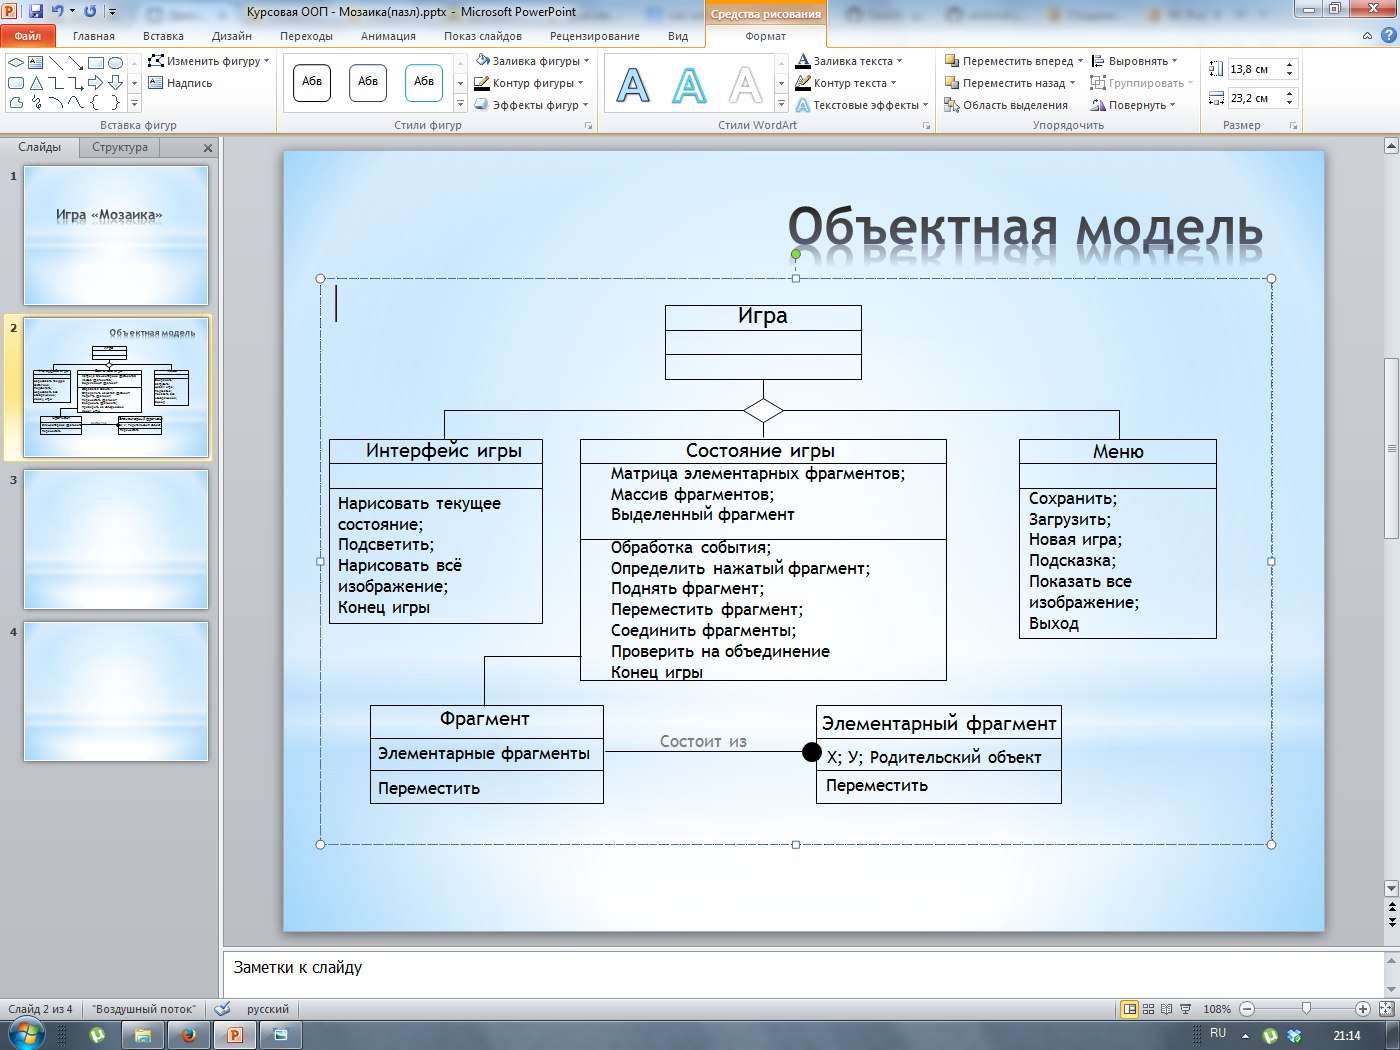 Курсовая ООП - Мозаика(пазл).pptx - Microsoft PowerPoint
Средства рисования
Файл
Главная
Вставка
Дизайн
Переходы
Анимация
Показ слайдов
Рецензирование
Вид
Формат
Изменить фигуру
Надпись
Вставка фигур
Абв
Абв
Абв
Заливка фигуры
Контур фигуры
Эффекты фигур
Стили фигур
А
А
А
Заливка текста
Контур текста
Текстовые эффекты
Стили WordArt
Переместить вперед
Переместить назад
Область выделения
Выровнять
Группировать
Повернуть
Упорядочить
13,8 см
23,2 см
Размер
Слайды
Структура
1
Игра «Мозаика»
2
Объектная модель
3
4
Объектная модель
Игра
Интерфейс игры
Нарисовать текущее
состояние;
Подсветить;
Нарисовать всё
изображение;
Конец игры
Состояние игры
Матрица элементарных фрагментов;
Массив фрагментов;
Выделенный фрагмент
Обработка события;
Определить нажатый фрагмент;
Поднять фрагмент;
Переместить фрагмент;
Соединить фрагменты;
Проверить на объединение
Конец игры
Меню
Сохранить;
Загрузить;
Новая игра;
Подсказка;
Показать все
изображение;
Выход
Фрагмент
Элементарные фрагменты
Переместить
Состоит из
Элементарный фрагмент
Х; У; Родительский объект
Переместить
Заметки к слайду
Слайд 2 из 4
"Воздушный поток"
русский
108%
RU
21:14